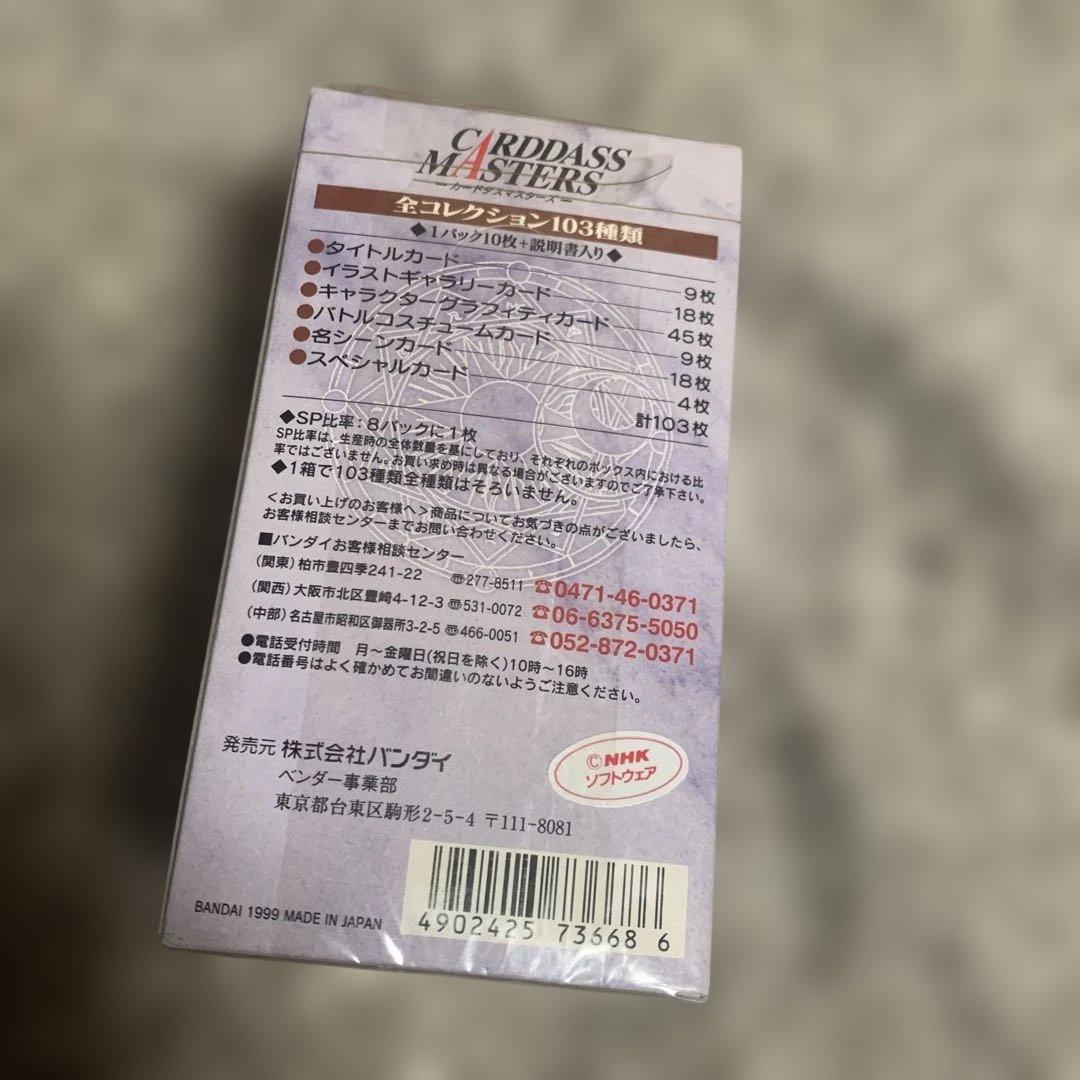 CARDDASS
MASTERS
－カードダスマスターズ－
全コレクション103種類
◆1パック10枚+説明書入り◆
●タイトルカード 9枚
●イラストギャラリーカード 18枚
●キャラクターグラフィティカード 45枚
●バトルコスチュームカード 9枚
●名シーンカード 18枚
●スペシャルカード 4枚
計103枚
◆SP比率：8パックに1枚
SP比率は、生産時の全体数量を基にしており、それぞれのボックス内における比
率ではございません。お買い求め時は異なる場合がございますのでご了承下さい。
◆1箱で103種類全種類はそろいません。
＜お買い上げのお客様へ＞商品についてお気づきの点がございましたら、
お客様相談センターまでお問い合わせください。
■バンダイお客様相談センター
(関東)柏市豊四季241-22 〒277-8511 ☎0471-46-0371
(関西)大阪市北区豊崎4-12-3 〒531-0072 ☎06-6375-5050
(中部)名古屋市昭和区御器所3-2-5 〒466-0051 ☎052-872-0371
●電話受付時間 月～金曜日(祝日を除く)10時～16時
●電話番号はよく確かめてお間違いのないようご注意ください。
発売元 株式会社バンダイ
ベンダー事業部
東京都台東区駒形2-5-4 〒111-8081
©NHK
ソフトウェア
BANDAI 1999 MADE IN JAPAN
4902425 736686